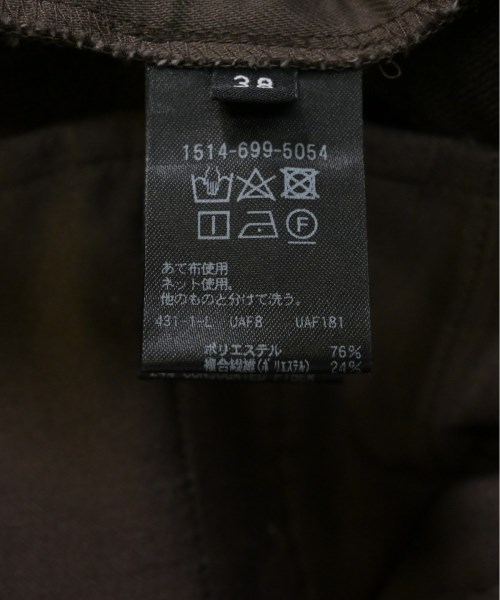 38
1514-699-5054
あて布使用
ネット使用。
他のものと分けて洗う。
431-1-L UAF8 UAF181
ポリエステル 76%
複合繊維(ポリエステル) 24%